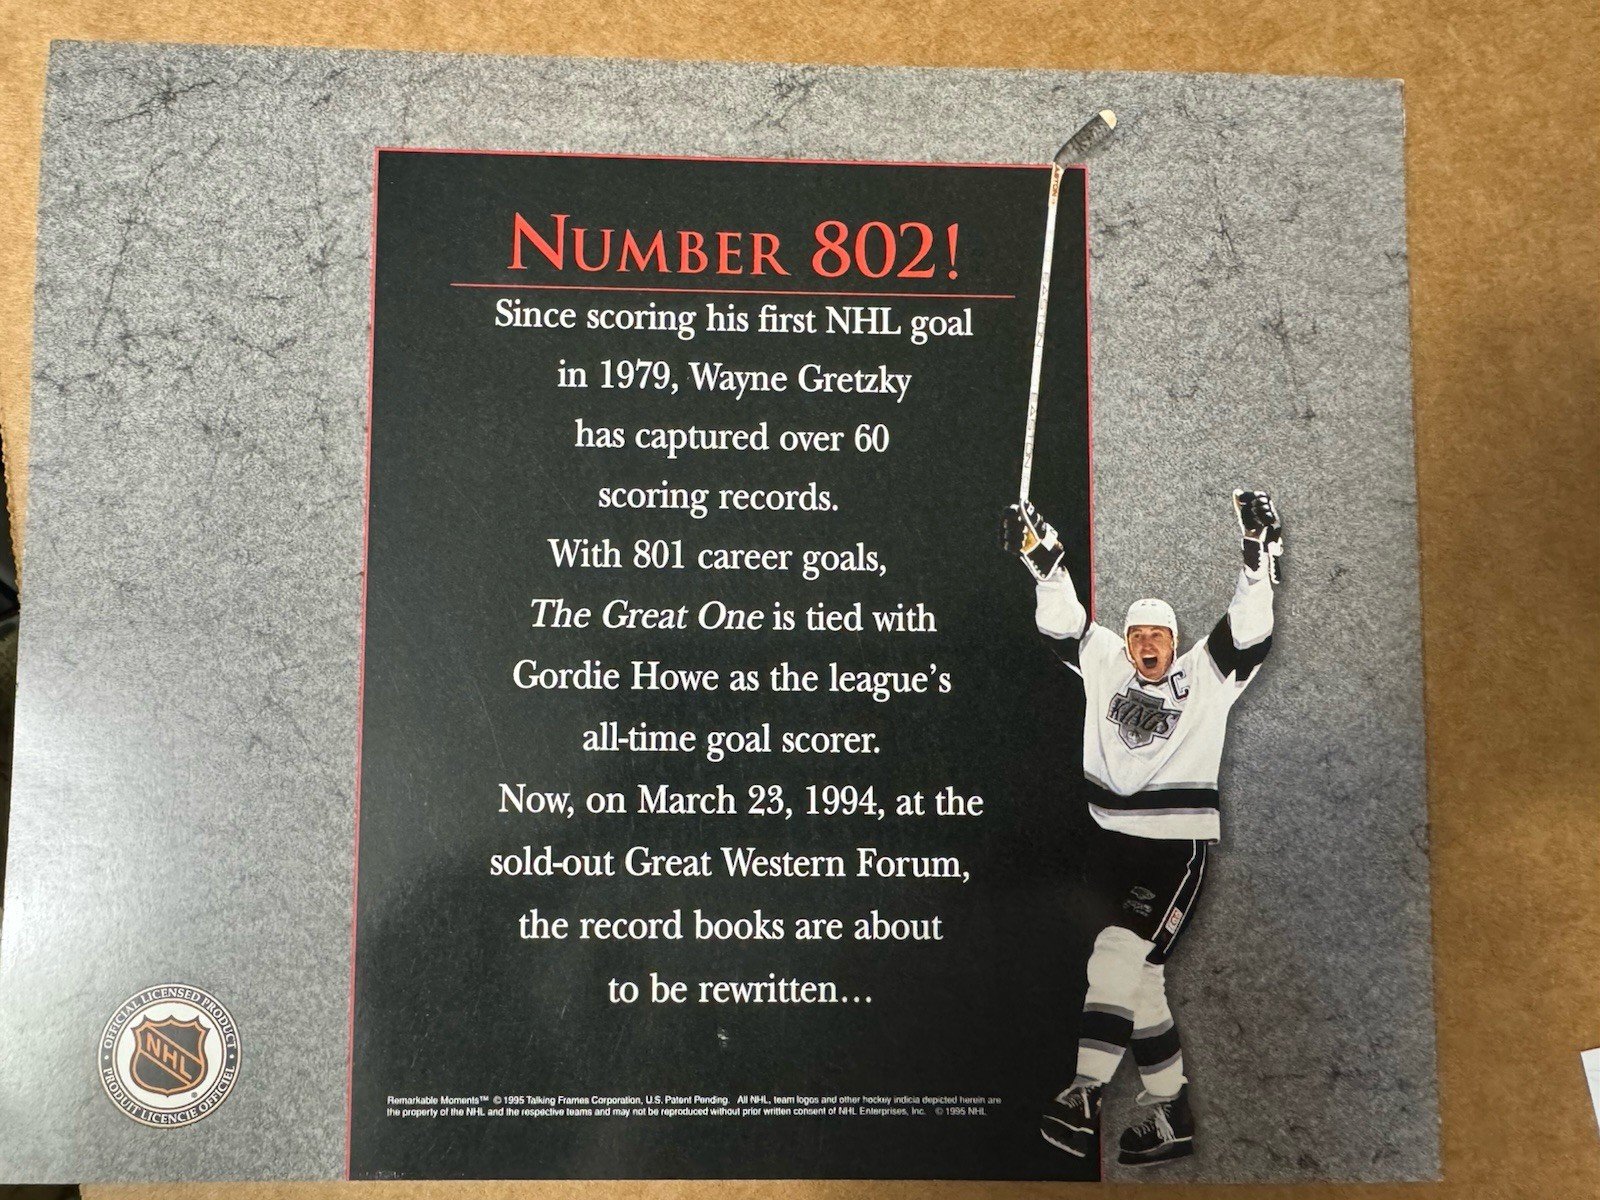 NUMBER 802!
Since scoring his first NHL goal
in 1979, Wayne Gretzky
has captured over 60
scoring records.
With 801 career goals,
The Great One is tied with
Gordie Howe as the league's
all-time goal scorer.
Now, on March 23, 1994, at the
sold-out Great Western Forum,
the record books are about
to be rewritten...
Remarkable Moments™ © 1995 Talking Frames Corporation, U.S. Patent Pending. All NHL, team logos and other hockey indicia depicted herein are
the property of the NHL and the respective teams and may not be reproduced without prior written consent of NHL Enterprises, Inc. © 1995 NHL
OFFICIAL LICENSED PRODUCT
NHL
PRODUIT LICENCIE OFFICIEL
EASTON
EASTON
EASTON
C
KINGS